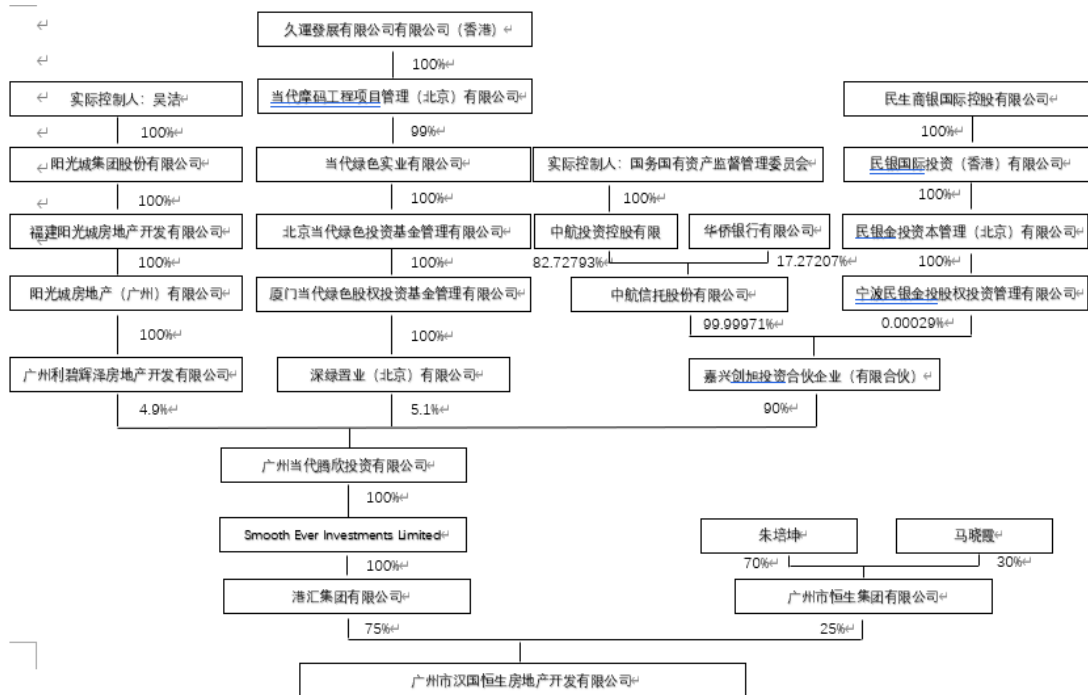 久運發展有限公司有限公司（香港）
100%
实际控制人：吴洁
当代摩码工程项目管理（北京）有限公司
民生商银国际控股有限公司
100%
99%
100%
阳光城集团股份有限公司
当代绿色实业有限公司
实际控制人：国务国有资产监督管理委员会
民银国际投资（香港）有限公司
100%
100%
100%
100%
福建阳光城房地产开发有限公司
北京当代绿色投资基金管理有限公司
中航投资控股有限
华侨银行有限公司
民银金投资本管理（北京）有限公司
100%
100%
82.72793%
17.27207%
100%
阳光城房地产（广州）有限公司
厦门当代绿色股权投资基金管理有限公司
中航信托股份有限公司
宁波民银金投股权投资管理有限公司
100%
100%
99.99971%
0.00029%
广州利碧辉泽房地产开发有限公司
深绿置业（北京）有限公司
嘉兴创旭投资合伙企业（有限合伙）
4.9%
5.1%
90%
广州当代腾欣投资有限公司
100%
Smooth Ever Investments Limited
朱培坤
马晓霞
100%
70%
30%
港汇集团有限公司
广州市恒生集团有限公司
75%
25%
广州市汉国恒生房地产开发有限公司